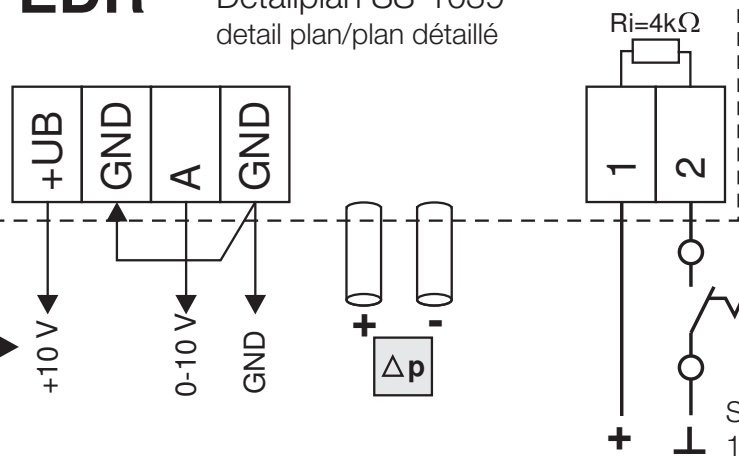 detail plan/plan détaillé
Ri=4kΩ
+UB
GND
A
GND
1
2
+10 V
0-10 V
GND
+
-
Δp
+